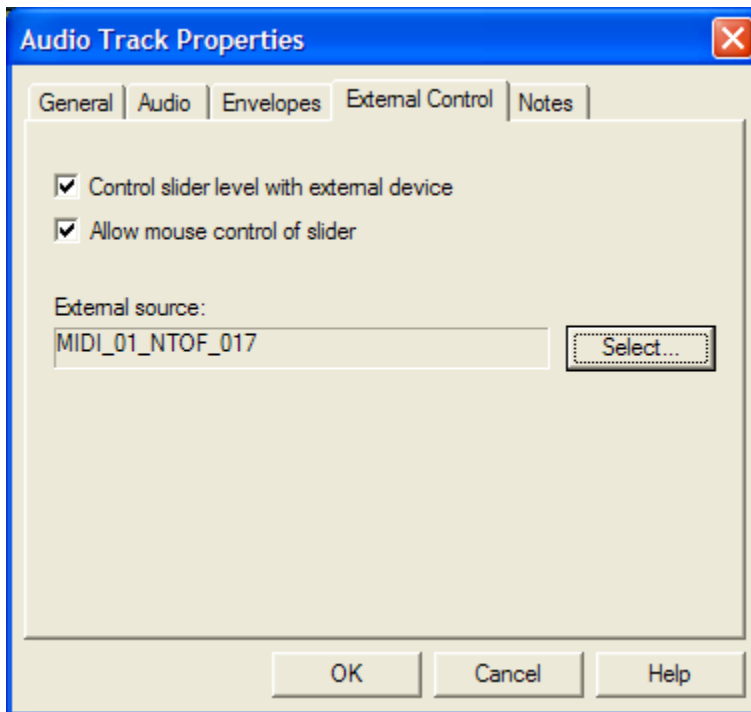 Audio Track Properties
General Audio Envelopes External Control Notes
Control slider level with external device
Allow mouse control of slider
External source:
MIDI_01_NTOF_017 Select...
OK Cancel Help